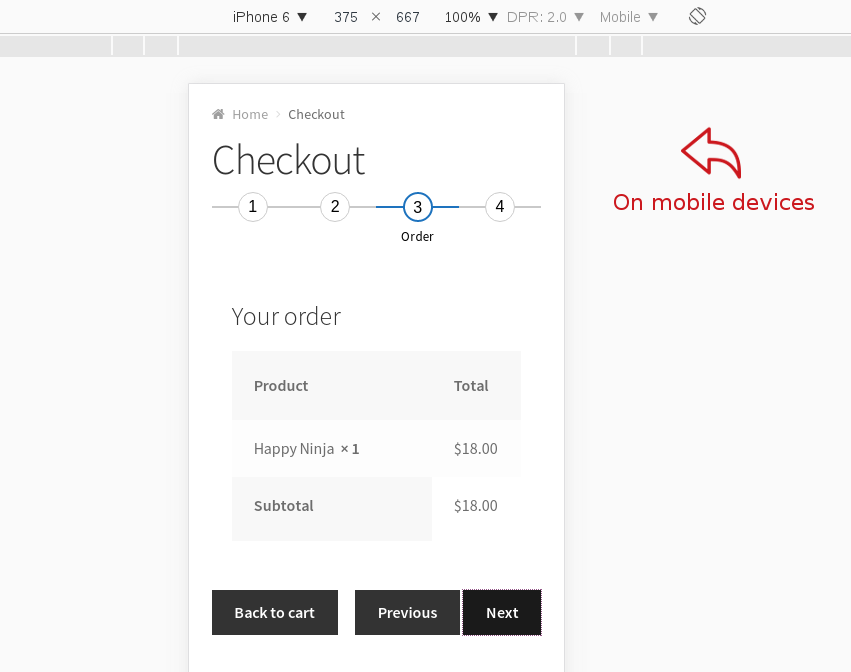 iPhone 6 ▼ 375 × 667 100% ▼ DPR: 2.0 ▼ Mobile ▼
Home › Checkout
Checkout
1 2 3 4
Order
On mobile devices
Your order
Product Total
Happy Ninja × 1 $18.00
Subtotal $18.00
Back to cart Previous Next